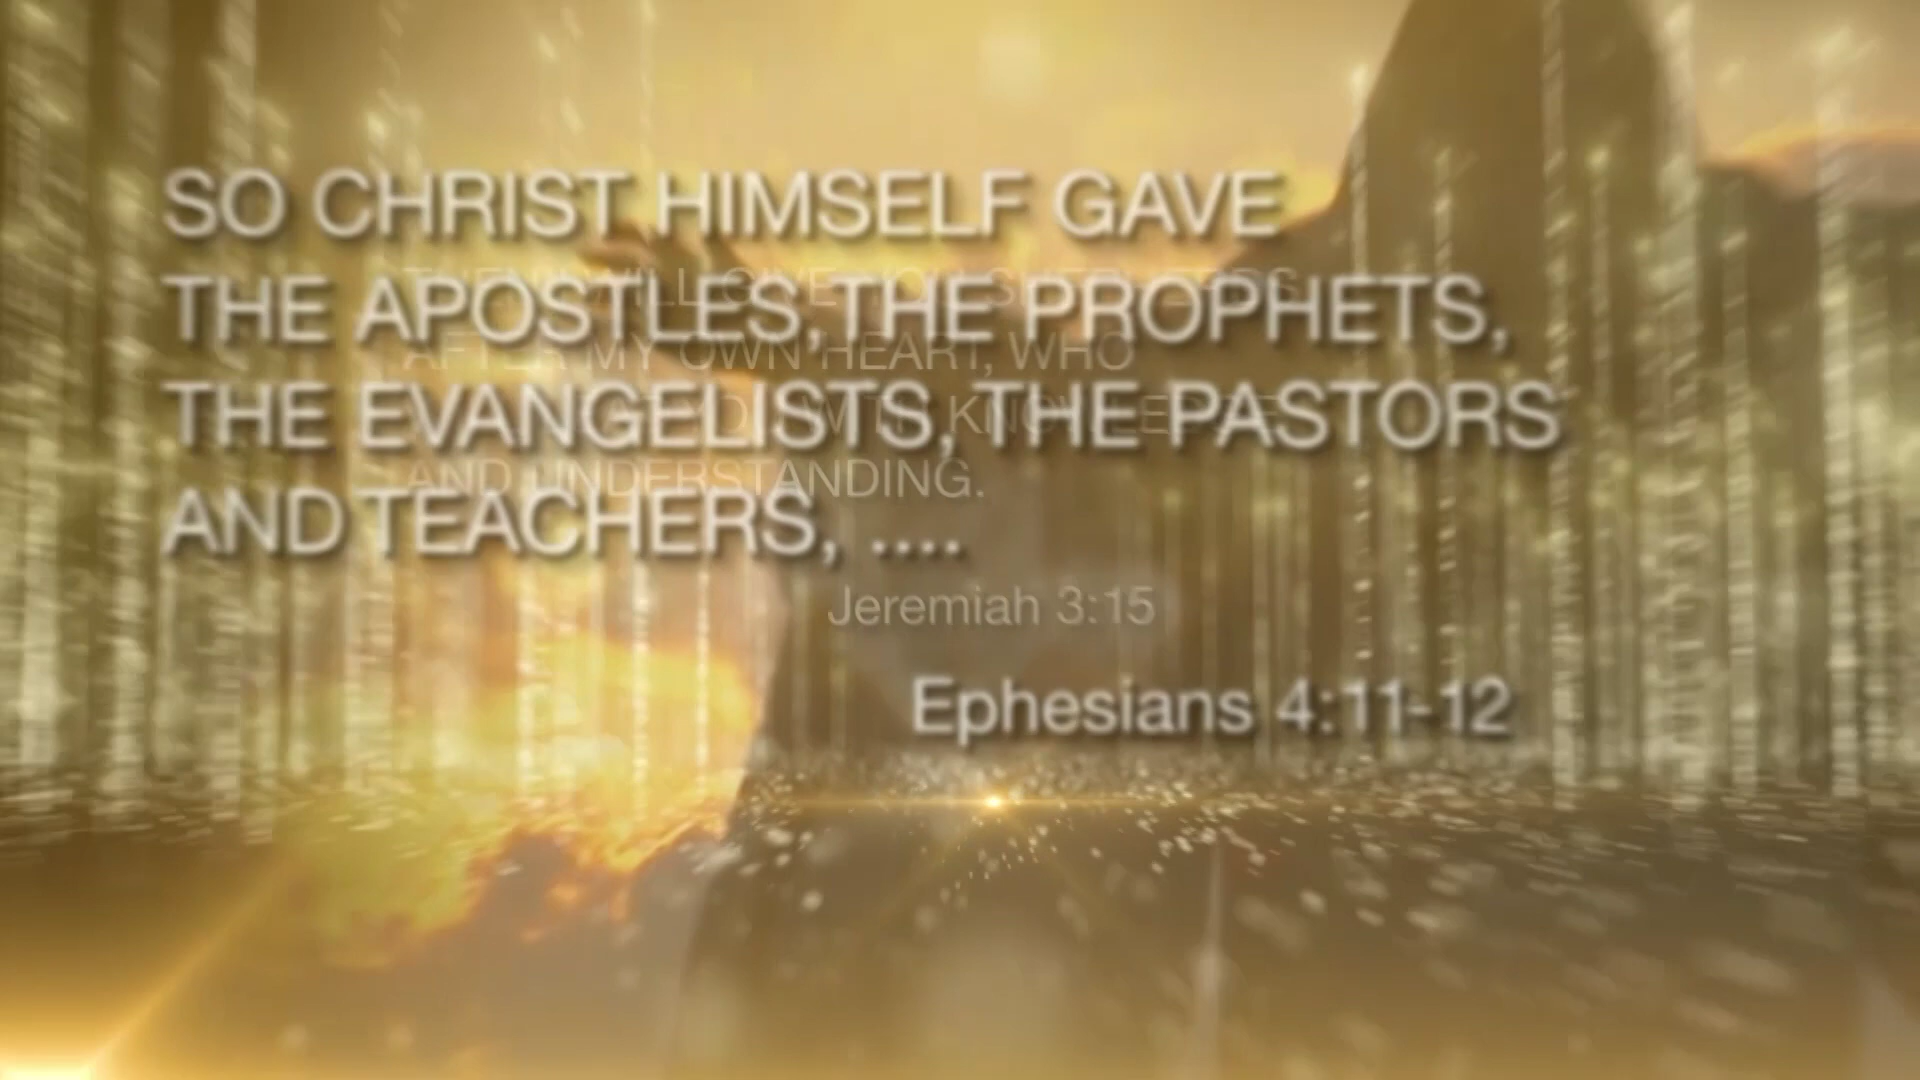 SO CHRIST HIMSELF GAVE
THE APOSTLES, THE PROPHETS,
THE EVANGELISTS, THE PASTORS
AND TEACHERS, ....
Ephesians 4:11-12
AFTER MY OWN HEART, WHO
AND UNDERSTANDING.
Jeremiah 3:15